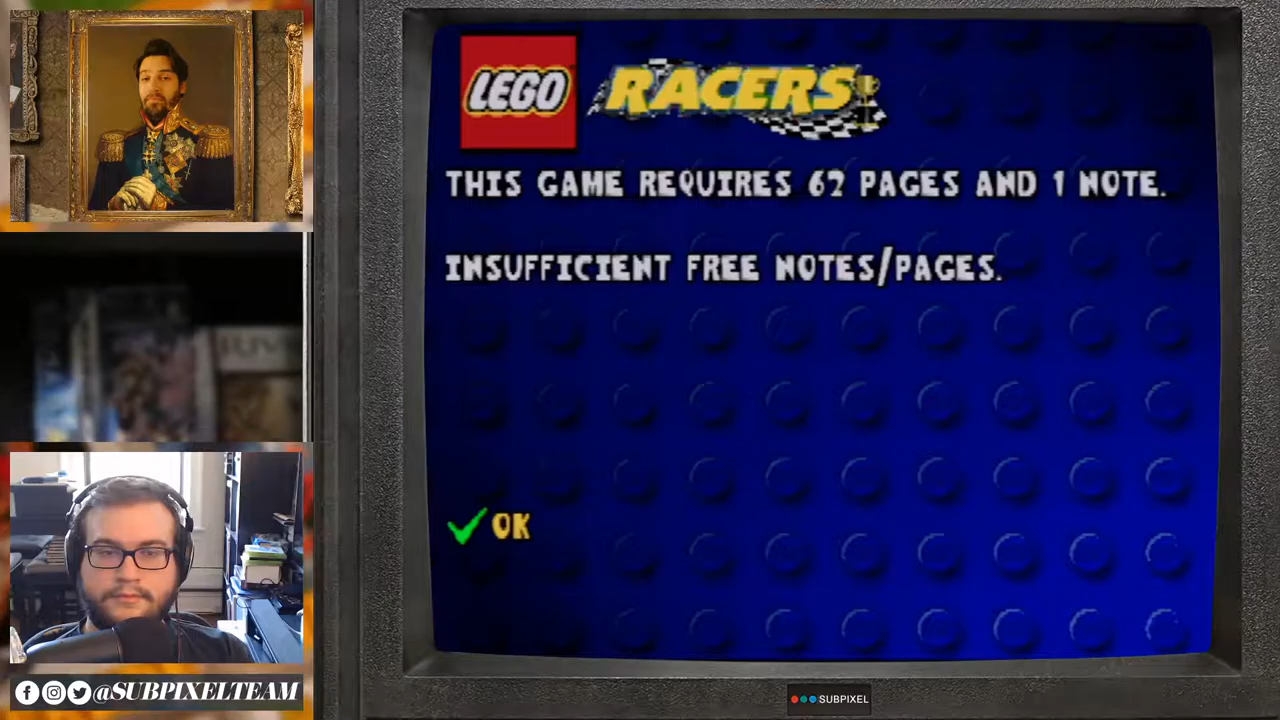 LEGO RACERS
THIS GAME REQUIRES 62 PAGES AND 1 NOTE.
INSUFFICIENT FREE NOTES/PAGES.
OK
@SUBPIXELTEAM
SUBPIXEL